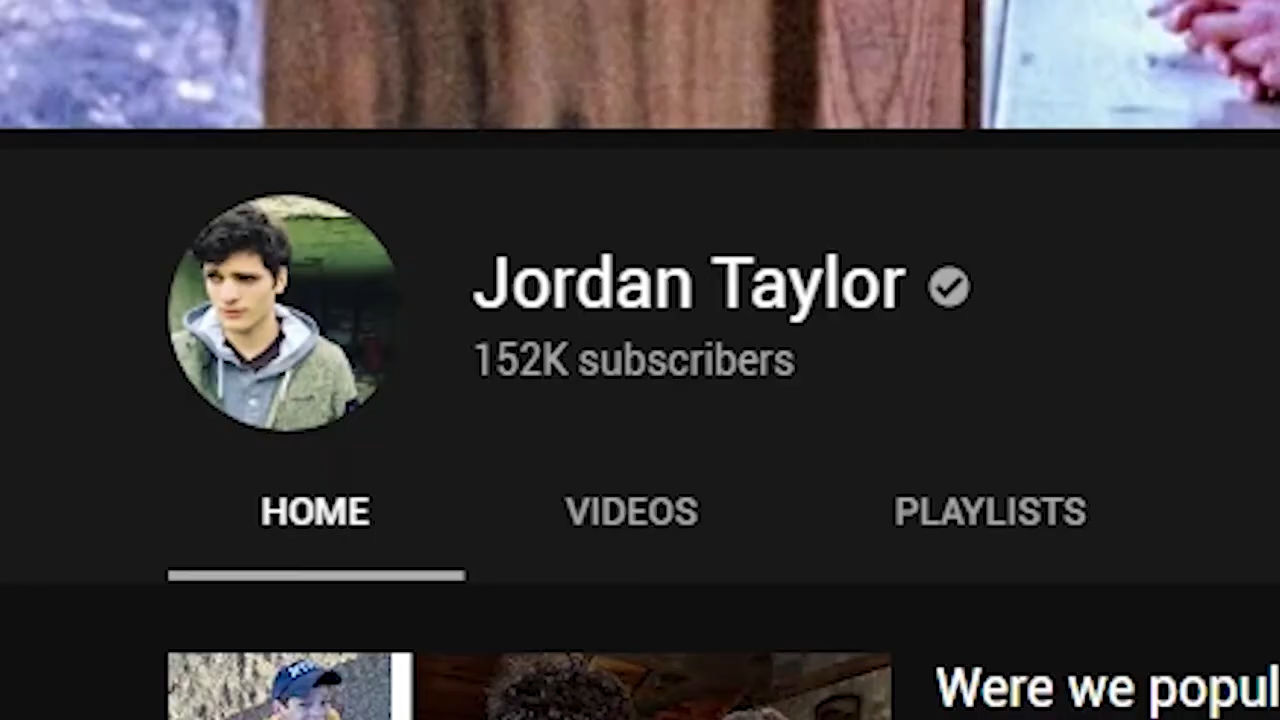 Jordan Taylor
152K subscribers
HOME VIDEOS PLAYLISTS
Were we popul